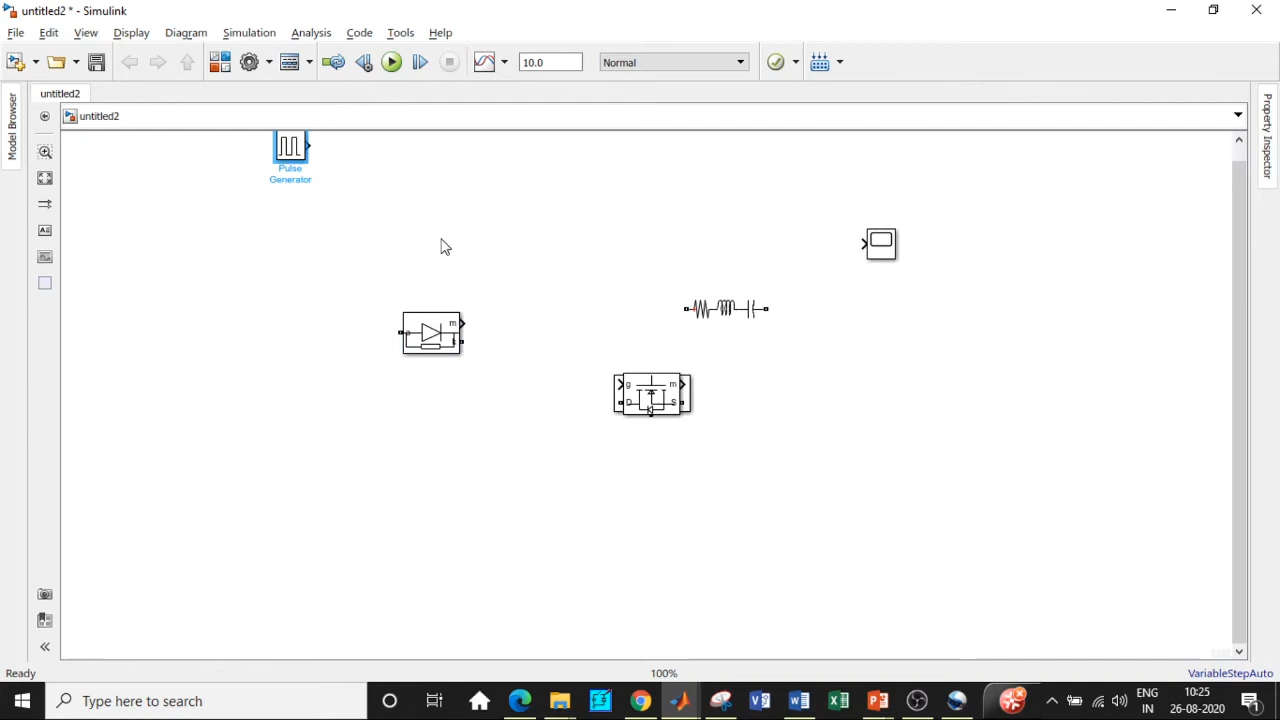 untitled2 * - Simulink
File Edit View Display Diagram Simulation Analysis Code Tools Help
10.0 Normal
untitled2
untitled2
Model Browser
Property Inspector
Pulse
Generator
m
k
g m
D S
Ready 100% VariableStepAuto
Type here to search
ENG 10:25
IN 26-08-2020
1